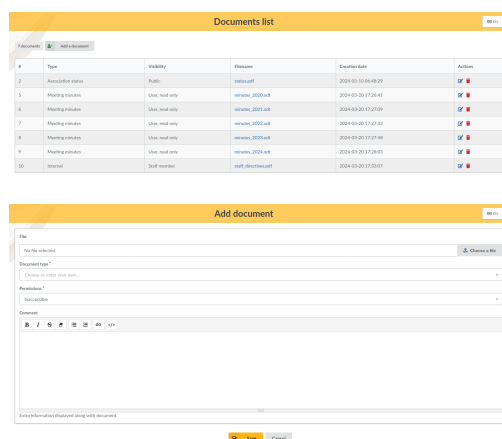 Documents list
EN
7 documents Add a document
# Type Visibility Filename Creation date Actions
2 Association status Public status.pdf 2024-03-10 06:48:29
5 Meeting minutes User, read only minutes_2020.odt 2024-03-20 17:26:41
6 Meeting minutes User, read only minutes_2021.odt 2024-03-20 17:27:09
7 Meeting minutes User, read only minutes_2022.odt 2024-03-20 17:27:33
8 Meeting minutes User, read only minutes_2023.odt 2024-03-20 17:27:48
9 Meeting minutes User, read only minutes_2024.odt 2024-03-20 17:28:03
10 Internal Staff member staff_directives.pdf 2024-03-20 17:33:07
Add document
EN
File
No file selected. Choose a file
Document type *
Choose or enter your own...
Permissions *
Inaccessible
Comment
B I S
Extra information displayed along with document.
Save Cancel